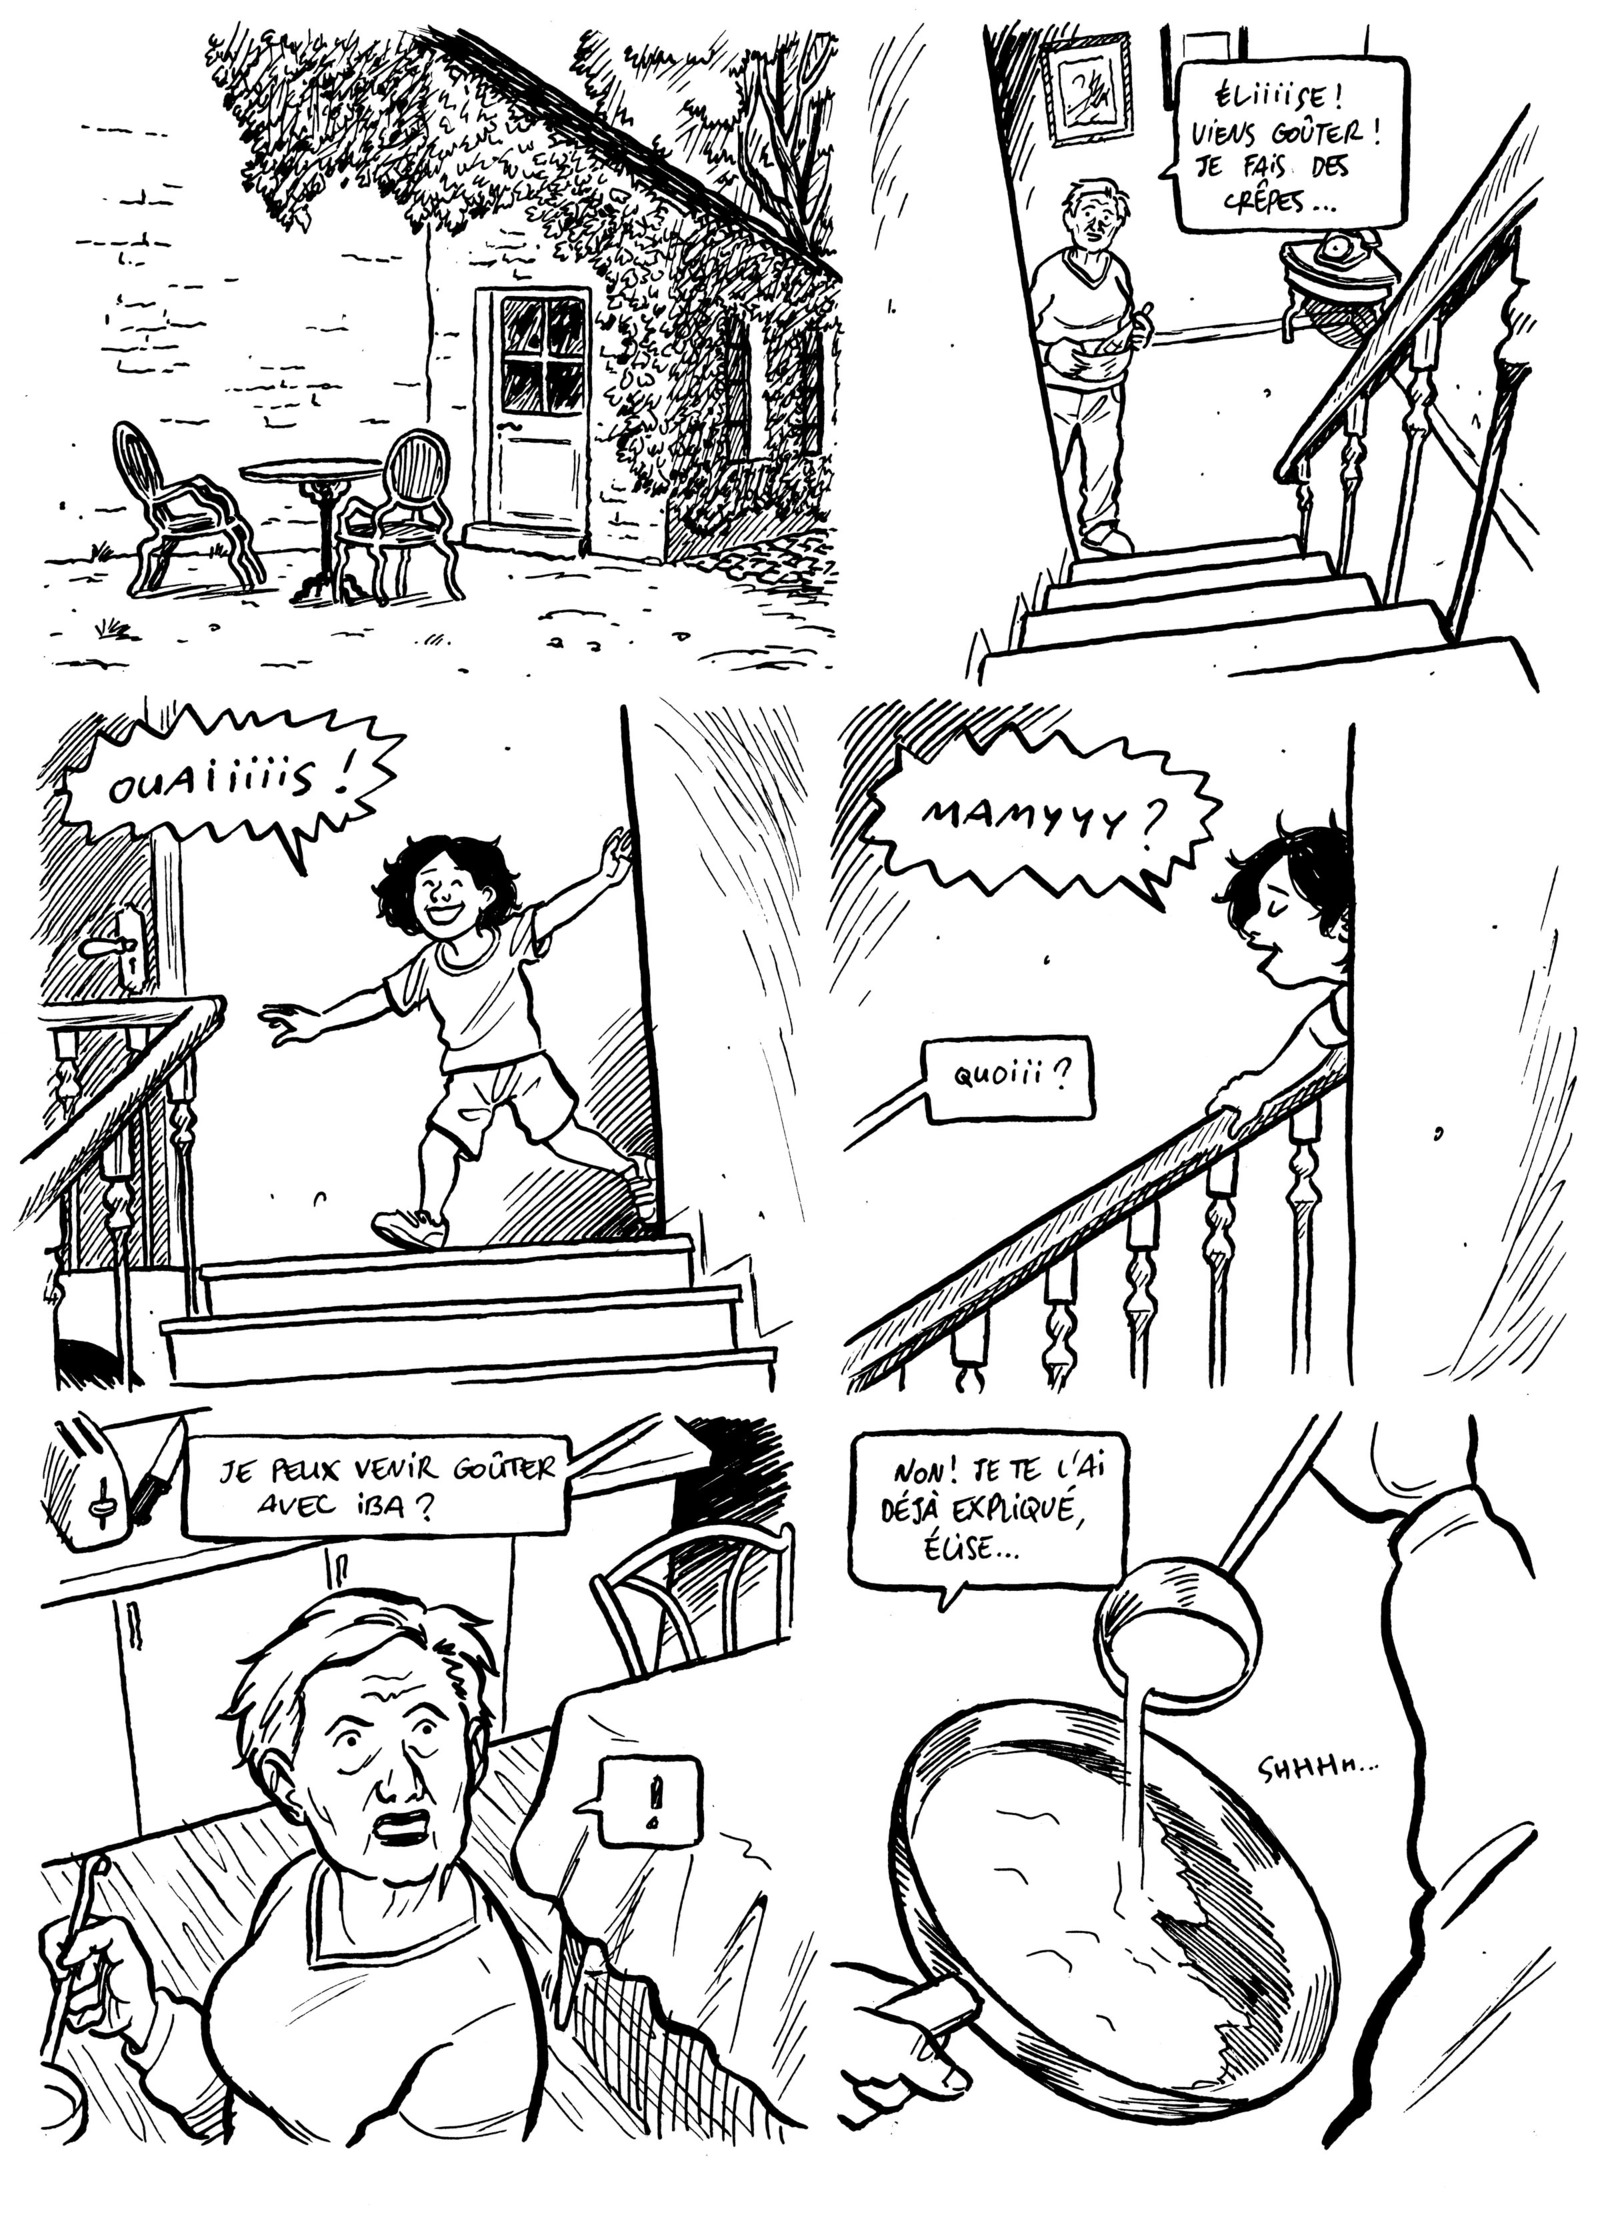 ÉLiiiiSE !
ViENS GOÛTER !
JE FAiS DES
CRÊPES...
OUAiiiiiS !
MAMYYY ?
QUOiii ?
JE PEUX VENiR GOÛTER
AVEC iBA ?
!
NON ! JE TE L'Ai
DÉJÀ EXPLiQUÉ,
ÉLiSE...
SHHHH...